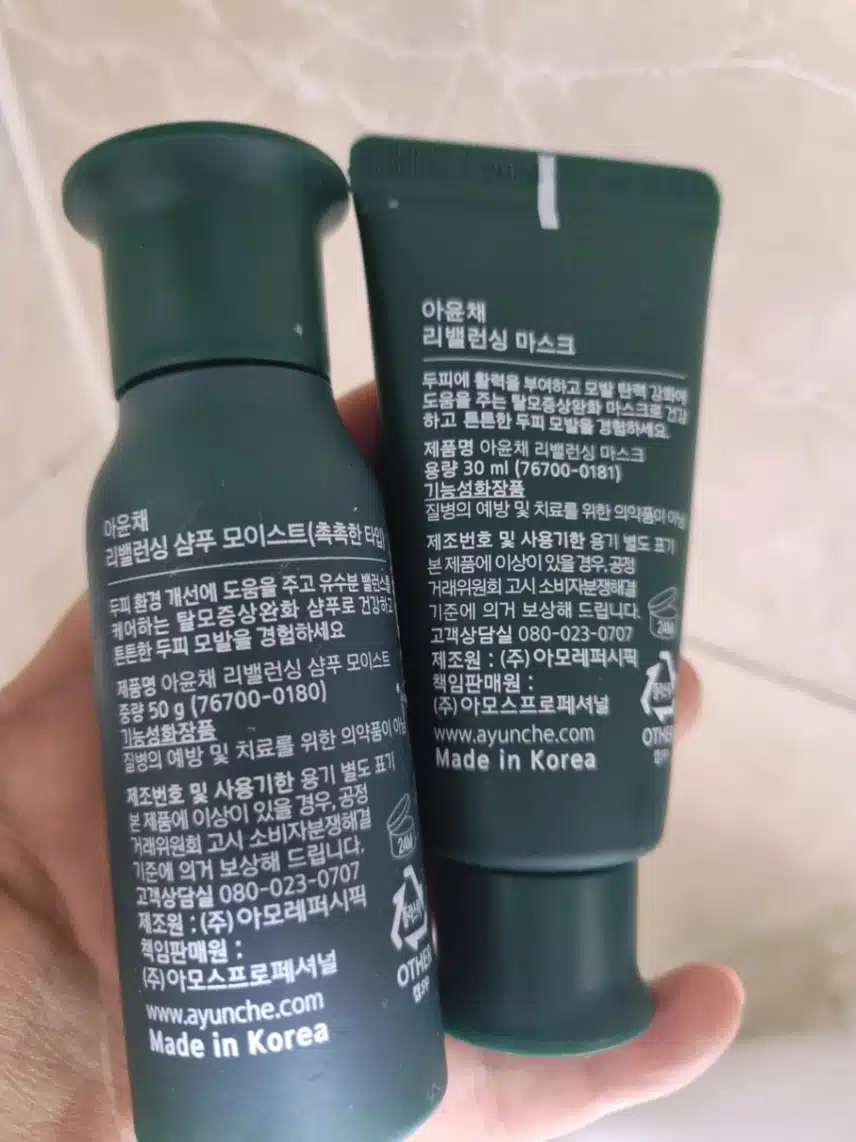 아윤채
리밸런싱 샴푸 모이스트(촉촉한 타입)
두피 환경 개선에 도움을 주고 유수분 밸런스를
케어하는 탈모증상완화 샴푸로 건강하고
튼튼한 두피 모발을 경험하세요
제품명 아윤채 리밸런싱 샴푸 모이스트
중량 50 g (76700-0180)
기능성화장품
질병의 예방 및 치료를 위한 의약품이 아님
제조번호 및 사용기한 용기 별도 표기
본 제품에 이상이 있을 경우, 공정
거래위원회 고시 소비자분쟁해결
기준에 의거 보상해 드립니다.
고객상담실 080-023-0707
제조원 : (주)아모레퍼시픽
책임판매원 :
(주)아모스프로페셔널
www.ayunche.com
Made in Korea
24M
OTHER
아윤채
리밸런싱 마스크
두피에 활력을 부여하고 모발 탄력 강화에
도움을 주는 탈모증상완화 마스크로 건강
하고 튼튼한 두피 모발을 경험하세요.
제품명 아윤채 리밸런싱 마스크
용량 30 ml (76700-0181)
기능성화장품
질병의 예방 및 치료를 위한 의약품이 아님
제조번호 및 사용기한 용기 별도 표기
본 제품에 이상이 있을 경우, 공정
거래위원회 고시 소비자분쟁해결
기준에 의거 보상해 드립니다.
고객상담실 080-023-0707
제조원 : (주)아모레퍼시픽
책임판매원 :
(주)아모스프로페셔널
www.ayunche.com
Made in Korea
24M
OTHE